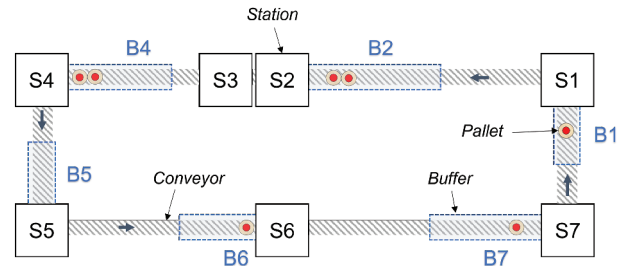 Station
B4
B2
S4
S3
S2
S1
Pallet
B1
B5
Conveyor
Buffer
S5
S6
S7
B6
B7